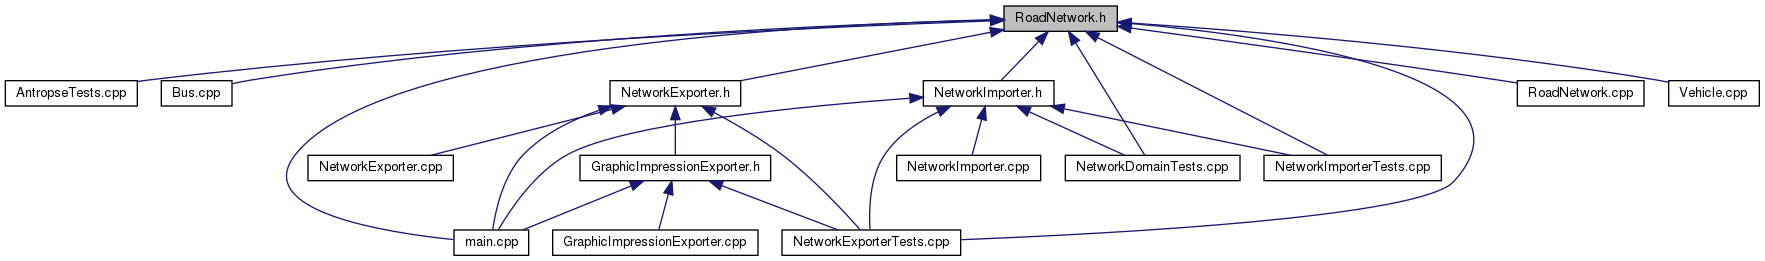 RoadNetwork.h
AntropseTests.cpp
Bus.cpp
NetworkExporter.h
NetworkImporter.h
RoadNetwork.cpp
Vehicle.cpp
NetworkExporter.cpp
GraphicImpressionExporter.h
NetworkImporter.cpp
NetworkDomainTests.cpp
NetworkImporterTests.cpp
main.cpp
GraphicImpressionExporter.cpp
NetworkExporterTests.cpp